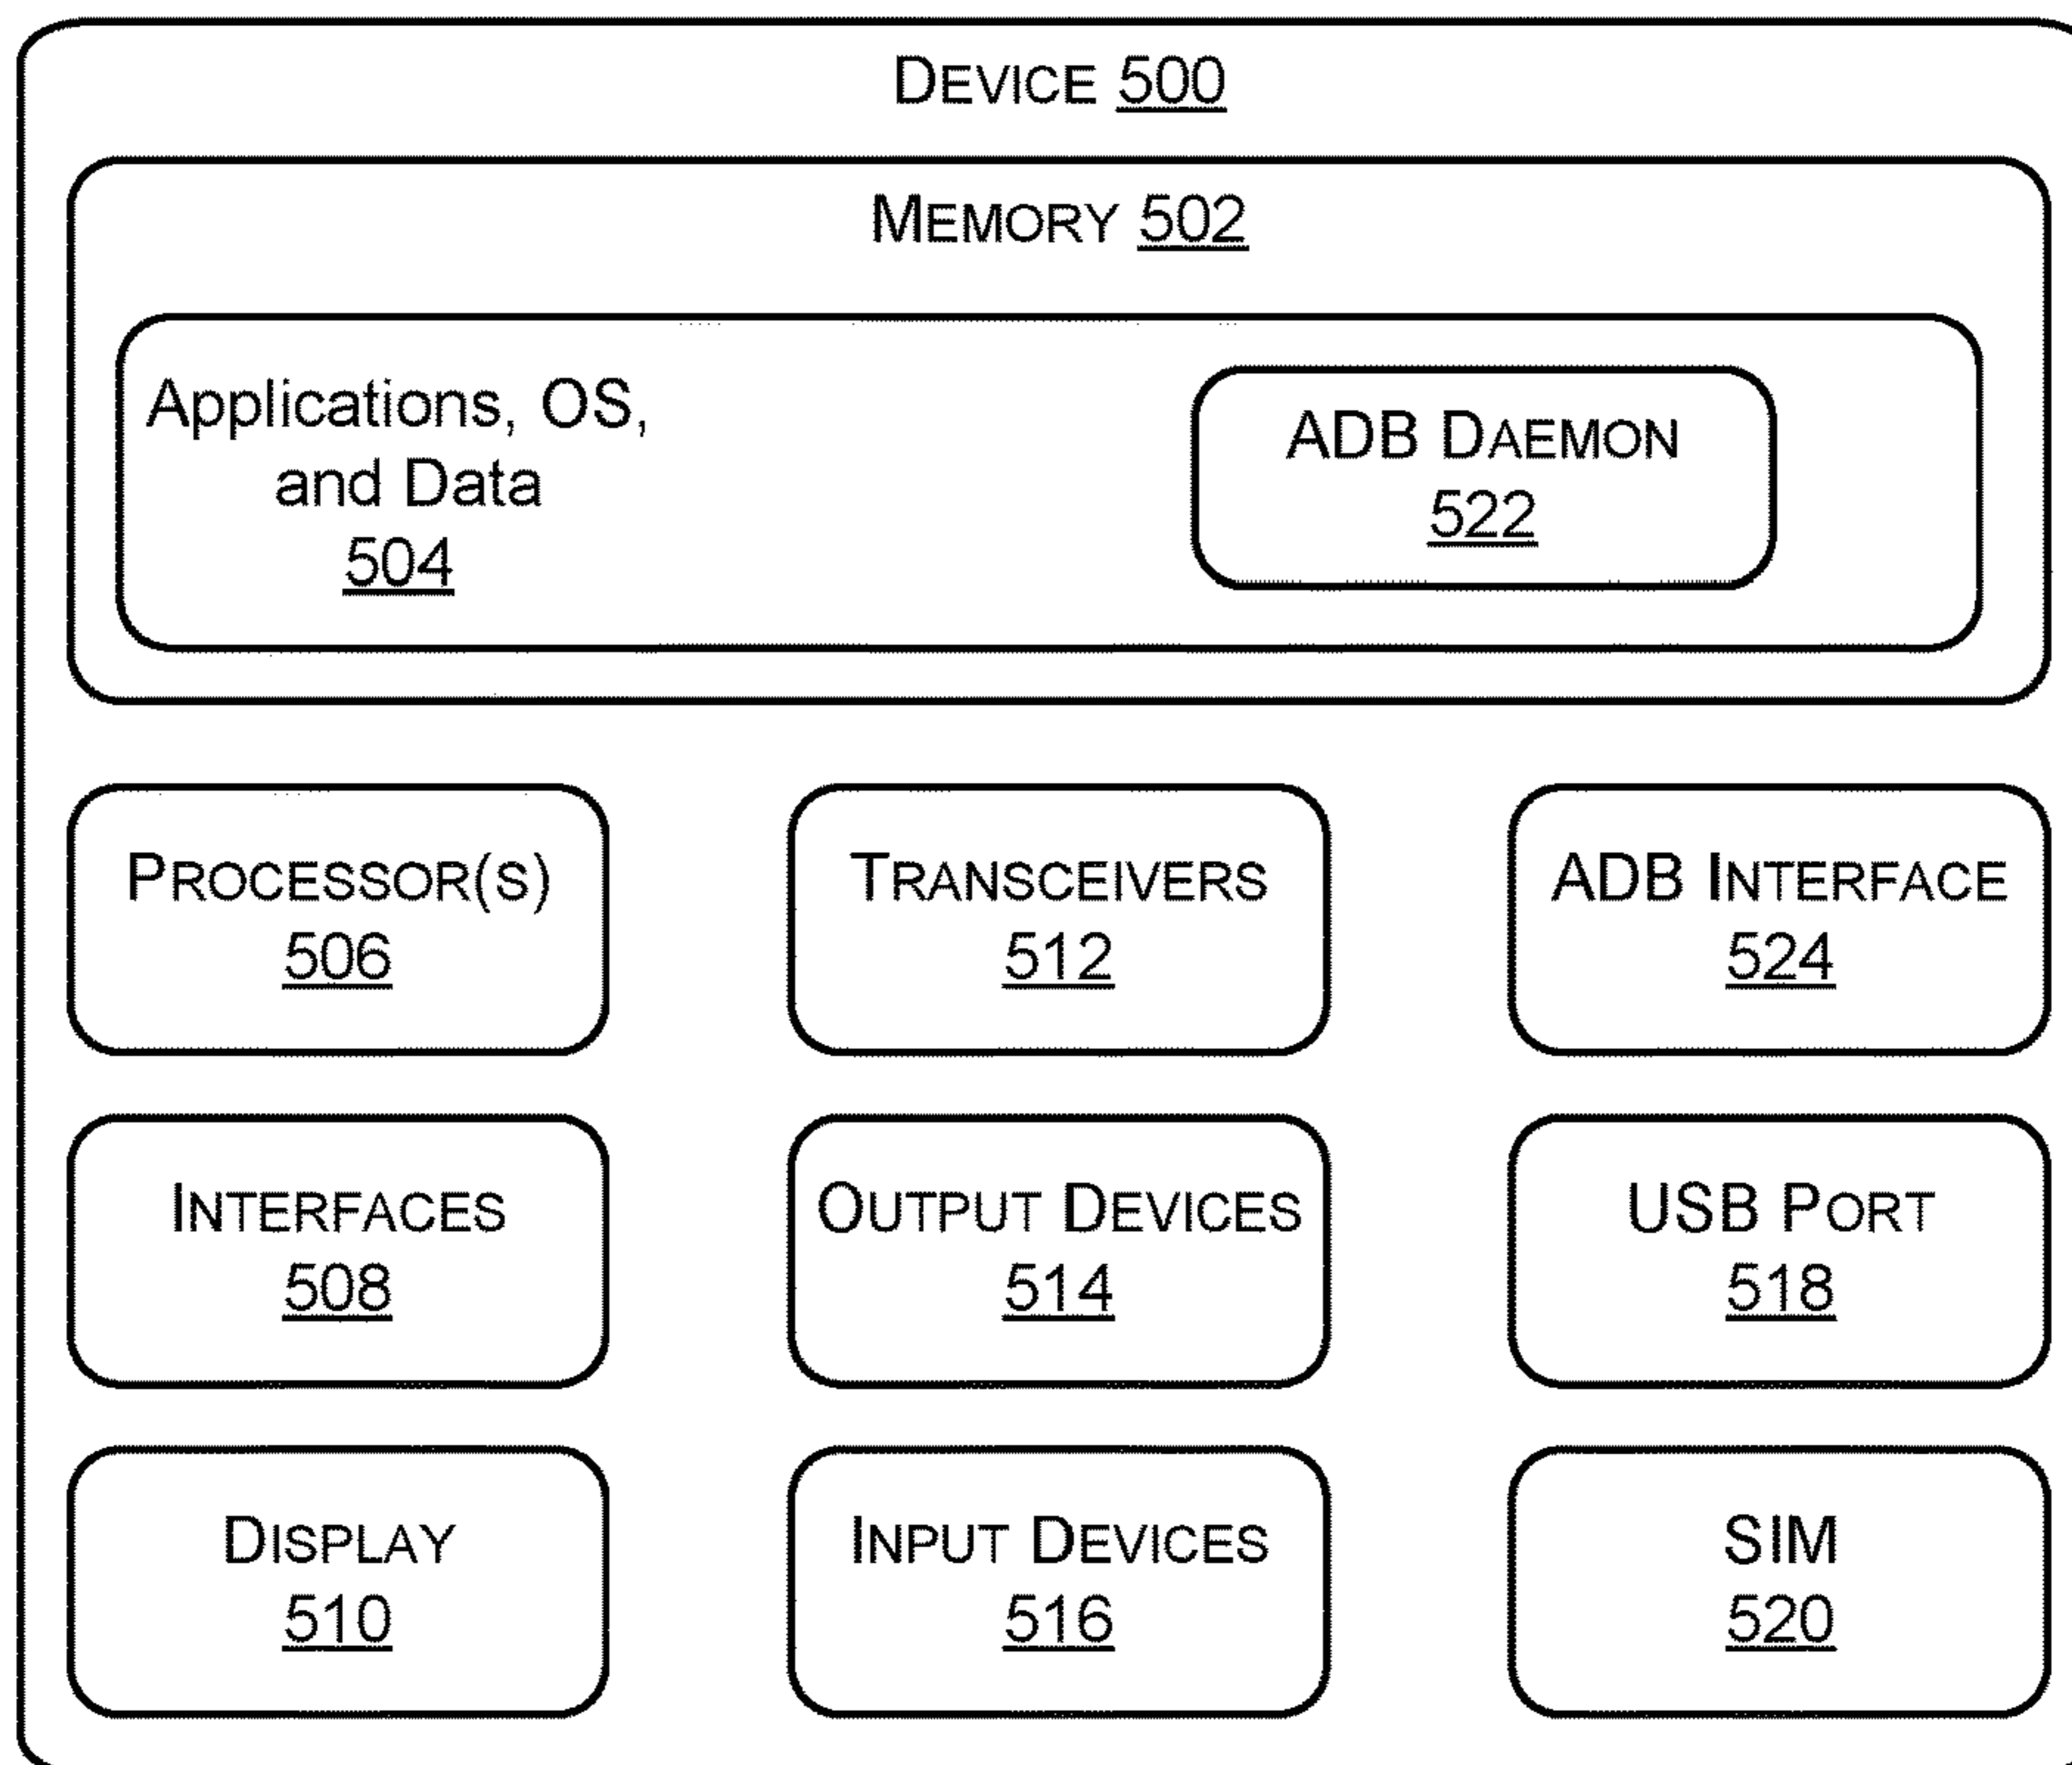 DEVICE 500
MEMORY 502
Applications, OS,
and Data
504
ADB DAEMON
522
PROCESSOR(S)
506
TRANSCEIVERS
512
ADB INTERFACE
524
INTERFACES
508
OUTPUT DEVICES
514
USB PORT
518
DISPLAY
510
INPUT DEVICES
516
SIM
520